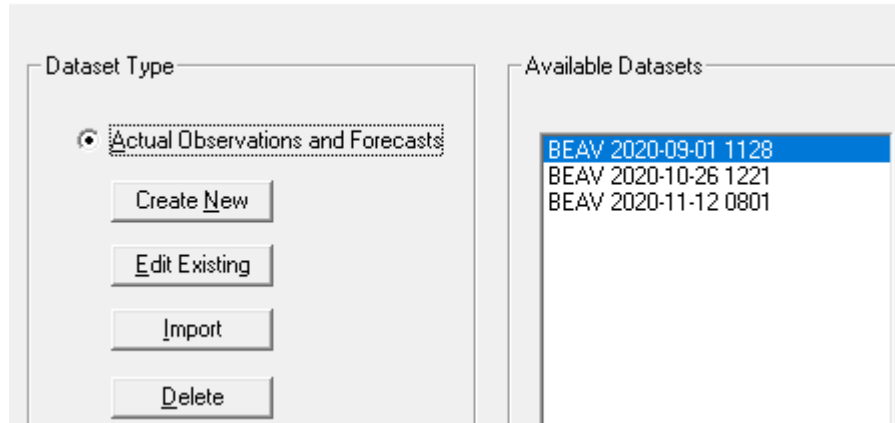 Dataset Type
Actual Observations and Forecasts
Create New
Edit Existing
Import
Delete
Available Datasets
BEAV 2020-09-01 1128
BEAV 2020-10-26 1221
BEAV 2020-11-12 0801